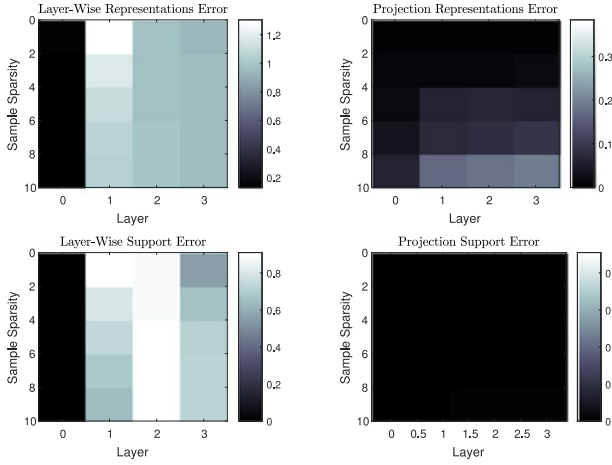 Layer-Wise Representations Error
Sample Sparsity
0
2
4
6
8
10
0 1 2 3
Layer
1.2
1
0.8
0.6
0.4
0.2
Projection Representations Error
Sample Sparsity
0
2
4
6
8
10
0 1 2 3
Layer
0.3
0.2
0.1
0
Layer-Wise Support Error
Sample Sparsity
0
2
4
6
8
10
0 1 2 3
Layer
0.8
0.6
0.4
0.2
0
Projection Support Error
Sample Sparsity
0
2
4
6
8
10
0 0.5 1 1.5 2 2.5 3
Layer
0
0
0
0
0